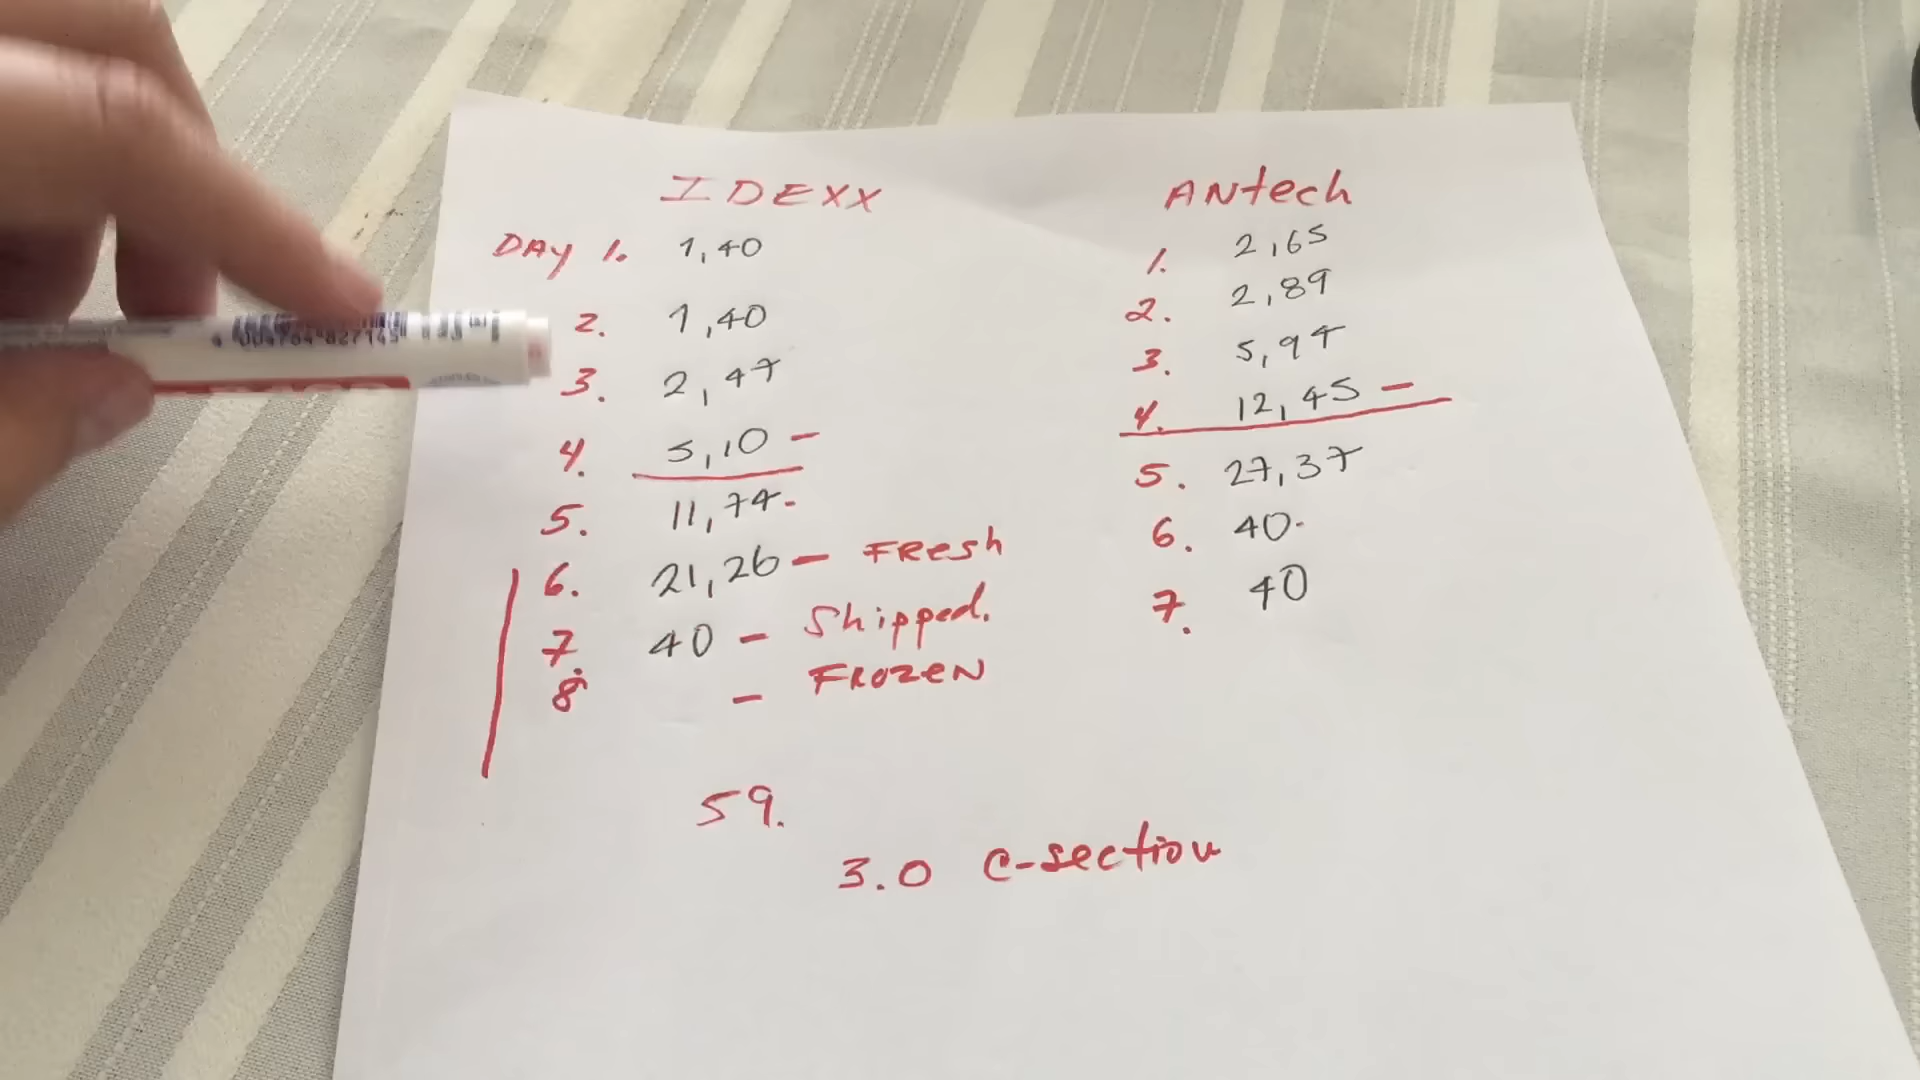 IDEXX
DAY 1. 1,40
2. 1,40
3. 2,47
4. 5,10 -
5. 11,74-
6. 21,26 - FResh
7. 40 - Shipped.
8 - FROZEN
59.
3.0 C-section
ANtech
1. 2,65
2. 2,89
3. 5,94
4. 12,45 -
5. 27,37
6. 40-
7. 40